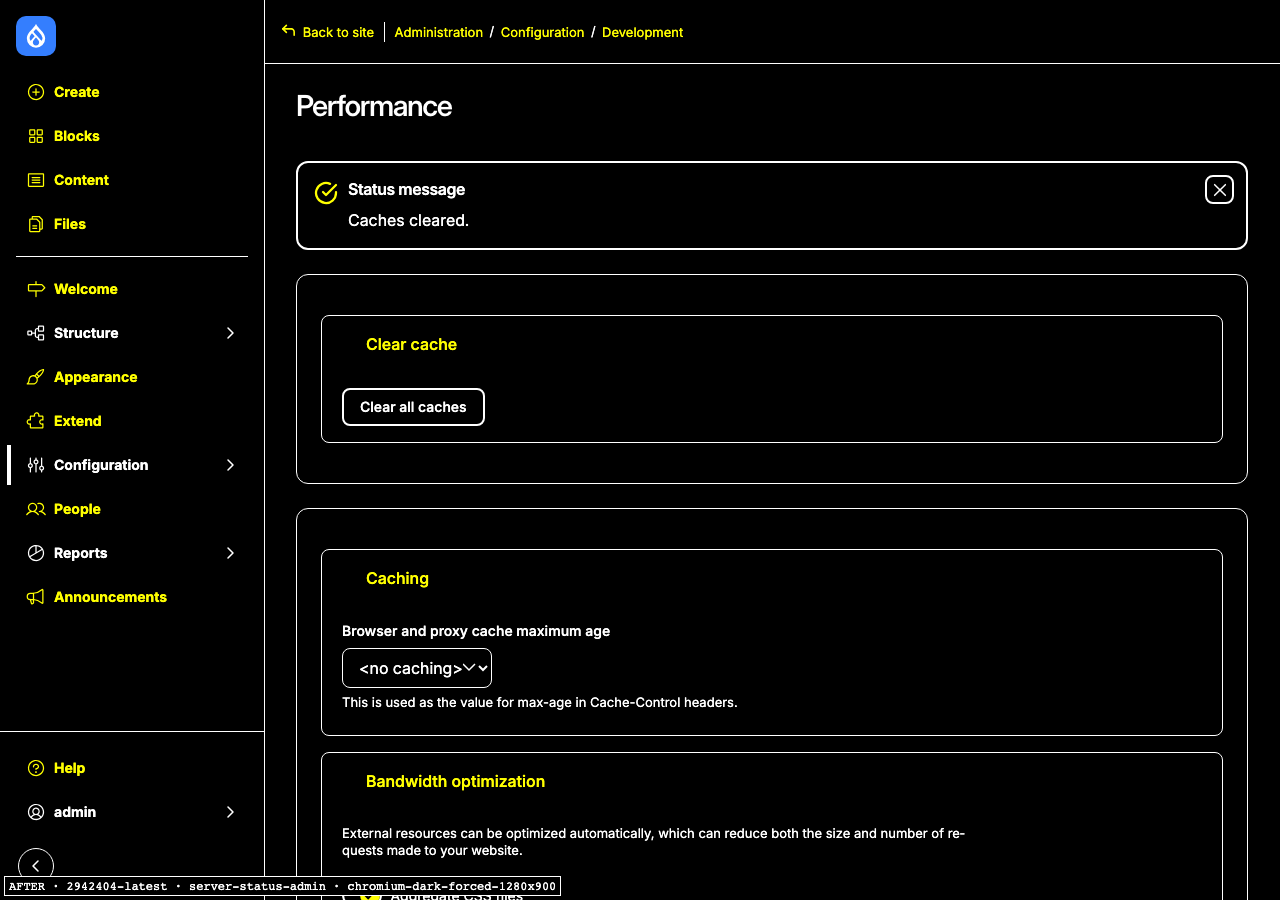 Back to site
Administration / Configuration / Development
Create
Blocks
Content
Files
Welcome
Structure
Appearance
Extend
Configuration
People
Reports
Announcements
Help
admin
Performance
Status message
Caches cleared.
Clear cache
Clear all caches
Caching
Browser and proxy cache maximum age
<no caching>
This is used as the value for max-age in Cache-Control headers.
Bandwidth optimization
External resources can be optimized automatically, which can reduce both the size and number of re-
quests made to your website.
Aggregate CSS files
AFTER • 2942404-latest • server-status-admin • chromium-dark-forced-1280x900